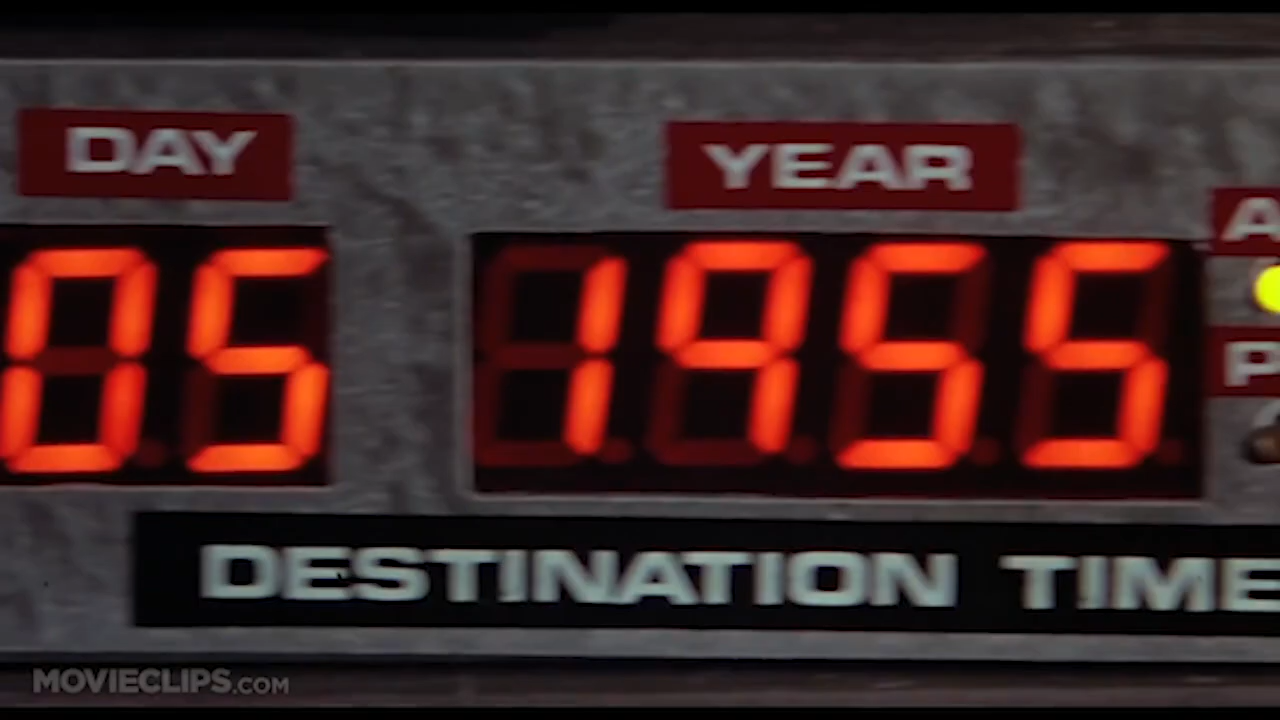 DAY YEAR
A
05 1955
P
DESTINATION TIME
MOVIECLIPS.COM